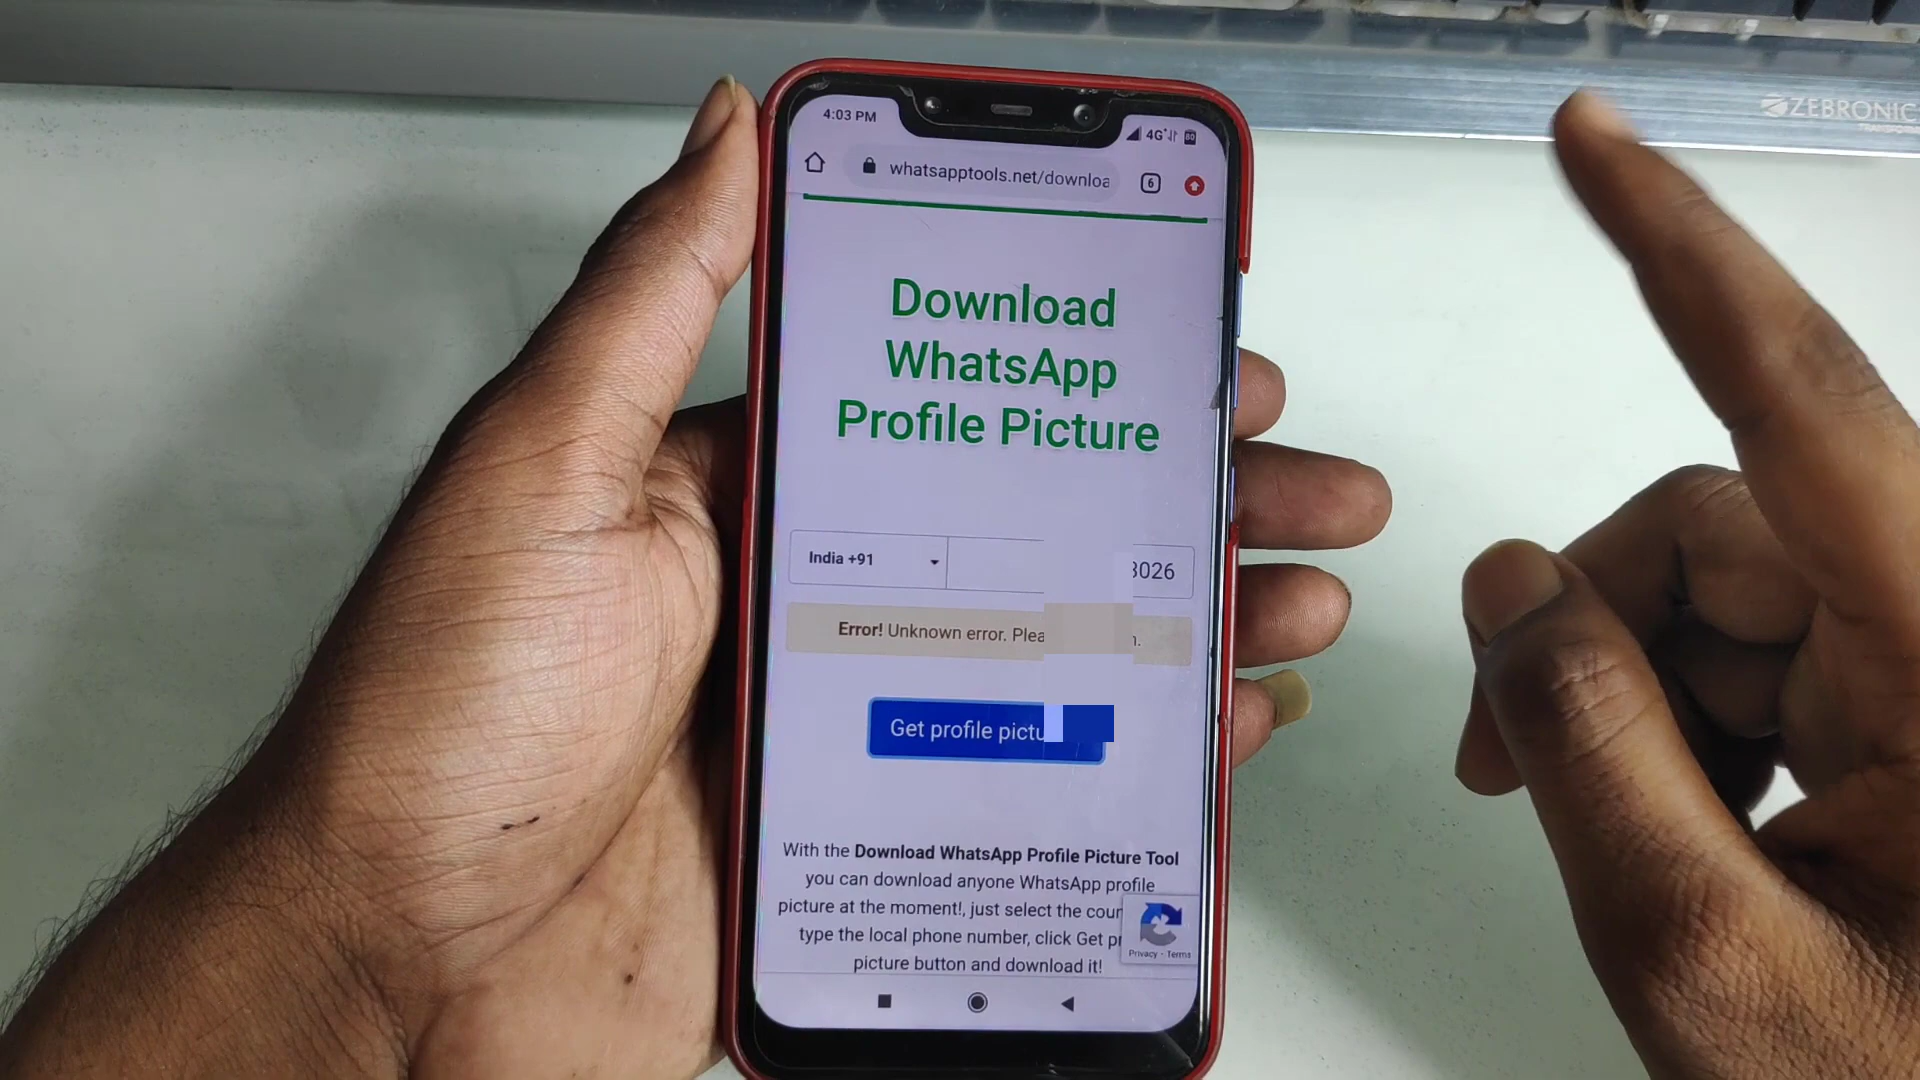 ZEBRONIC
4:03 PM
4G
80
whatsapptools.net/downloa
6
Download
WhatsApp
Profile Picture
India +91
3026
Error! Unknown error. Plea
Get profile pictu
With the Download WhatsApp Profile Picture Tool
you can download anyone WhatsApp profile
picture at the moment!, just select the cour
type the local phone number, click Get pr
picture button and download it!
Privacy - Terms